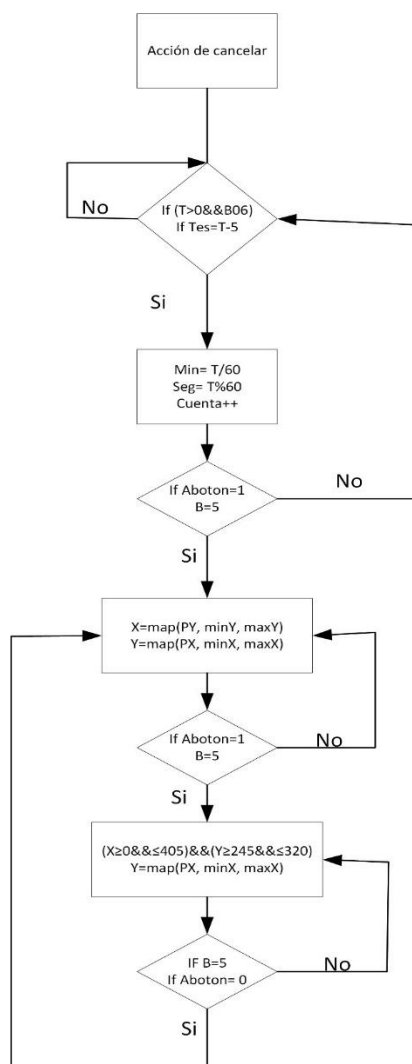 Acción de cancelar
If (T>0&&B06)
If Tes=T-5
No
Si
Min= T/60
Seg= T%60
Cuenta++
If Aboton=1
B=5
No
Si
X=map(PY, minY, maxY)
Y=map(PX, minX, maxX)
If Aboton=1
B=5
No
Si
(X≥0&&≤405)&&(Y≥245&&≤320)
Y=map(PX, minX, maxX)
IF B=5
If Aboton= 0
No
Si